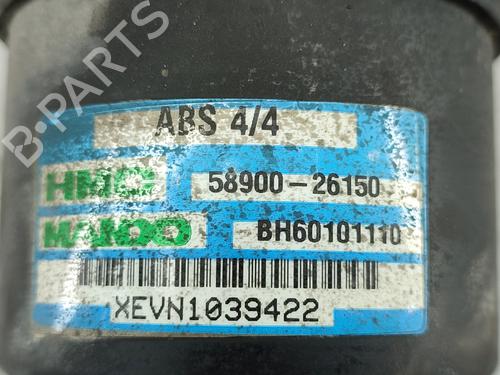 B-PARTS
ABS 4/4
HMC 58900-26150
MANDO BH60101110
XEVN1039422